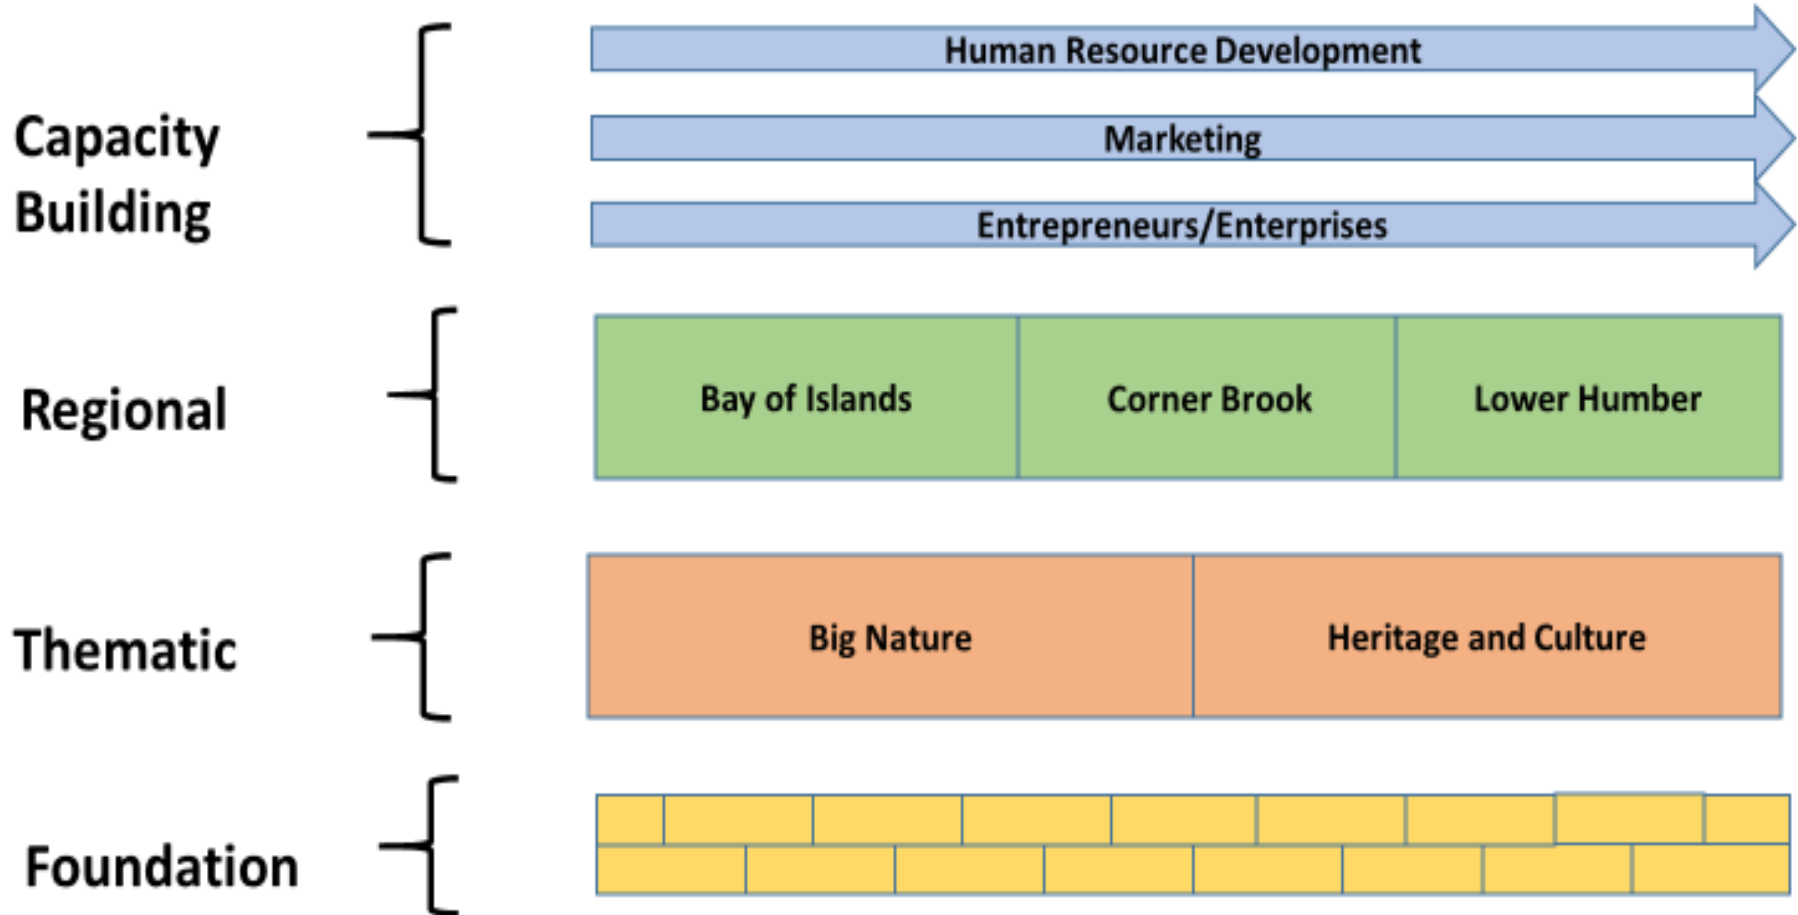 Capacity
Building
Human Resource Development
Marketing
Entrepreneurs/Enterprises
Regional
Bay of Islands
Corner Brook
Lower Humber
Thematic
Big Nature
Heritage and Culture
Foundation